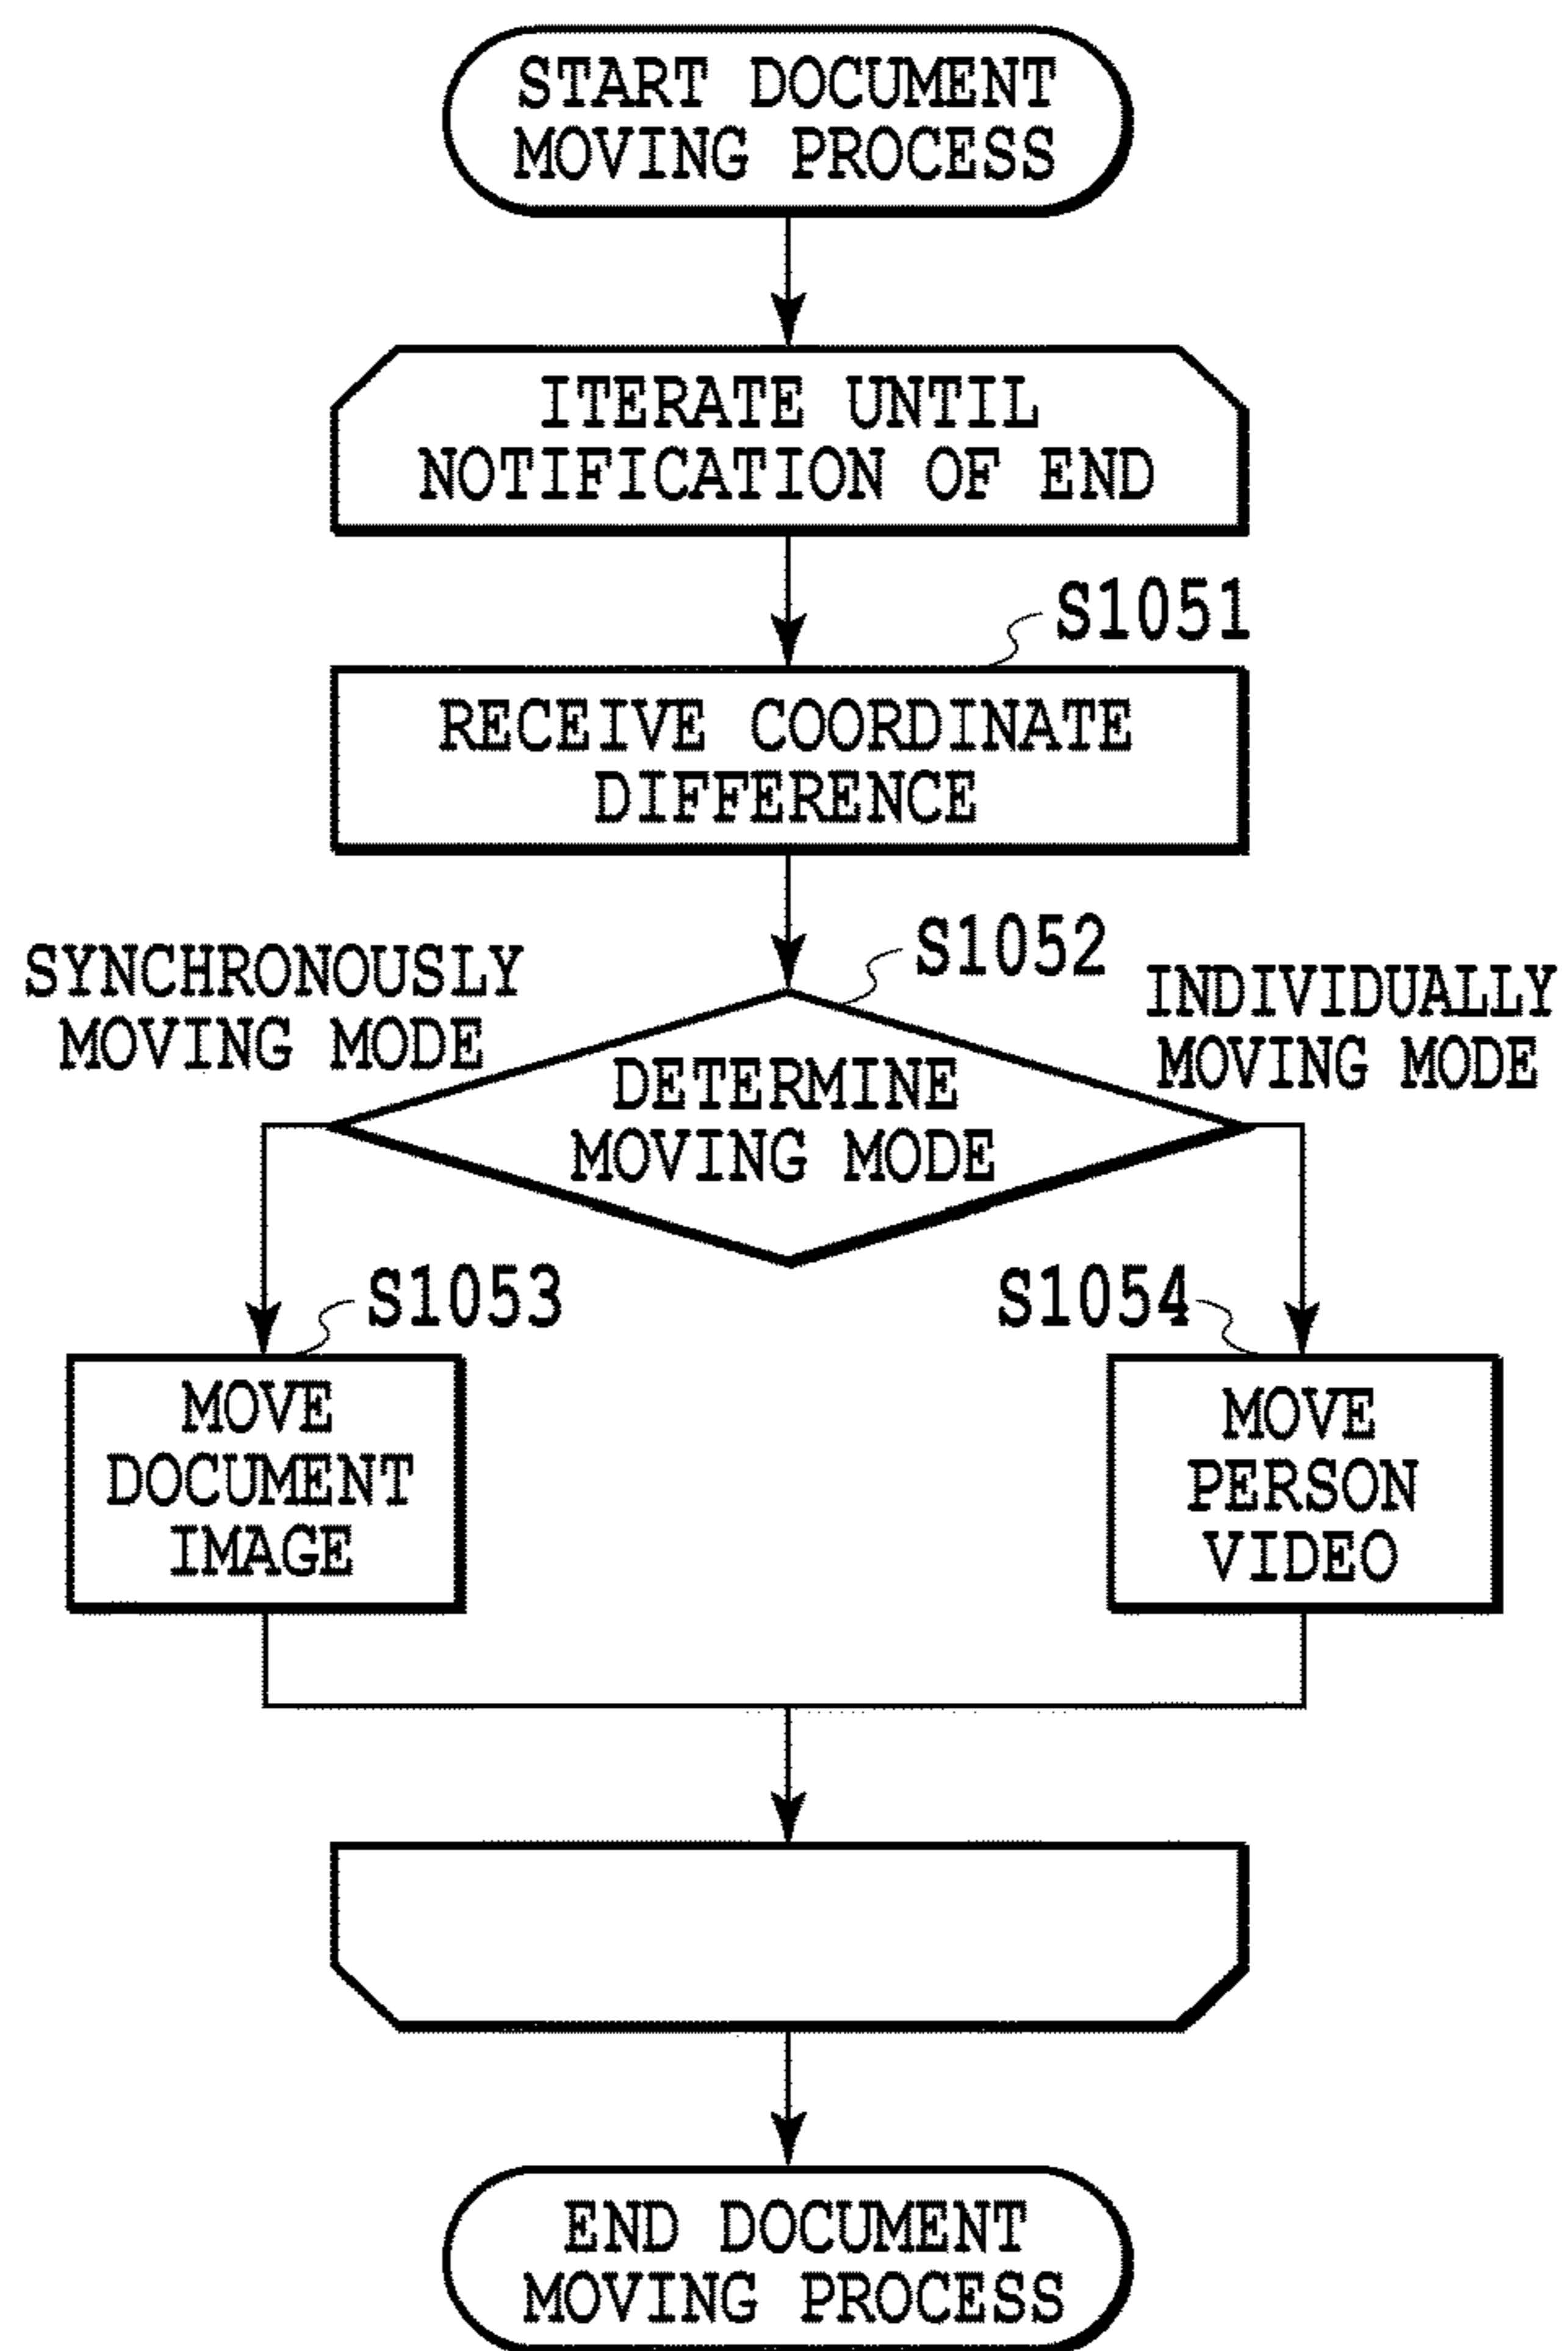 START DOCUMENT
MOVING PROCESS
ITERATE UNTIL
NOTIFICATION OF END
S1051
RECEIVE COORDINATE
DIFFERENCE
S1052
SYNCHRONOUSLY
MOVING MODE
INDIVIDUALLY
MOVING MODE
DETERMINE
MOVING MODE
S1053
S1054
MOVE
DOCUMENT
IMAGE
MOVE
PERSON
VIDEO
END DOCUMENT
MOVING PROCESS